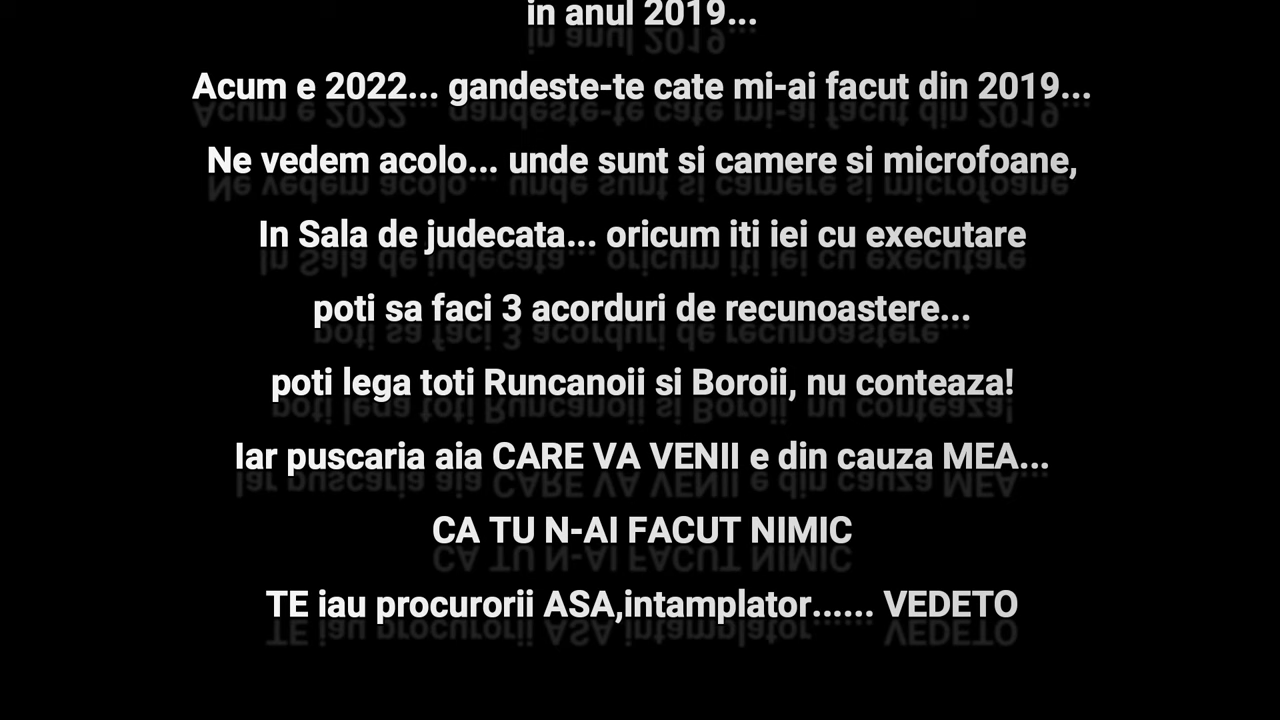 in anul 2019...
Acum e 2022... gandeste-te cate mi-ai facut din 2019...
Ne vedem acolo... unde sunt si camere si microfoane,
In Sala de judecata... oricum iti iei cu executare
poti sa faci 3 acorduri de recunoastere...
poti lega toti Runcanoii si Boroii, nu conteaza!
Iar puscaria aia CARE VA VENII e din cauza MEA...
CA TU N-AI FACUT NIMIC
TE iau procurorii ASA,intamplator...... VEDETO